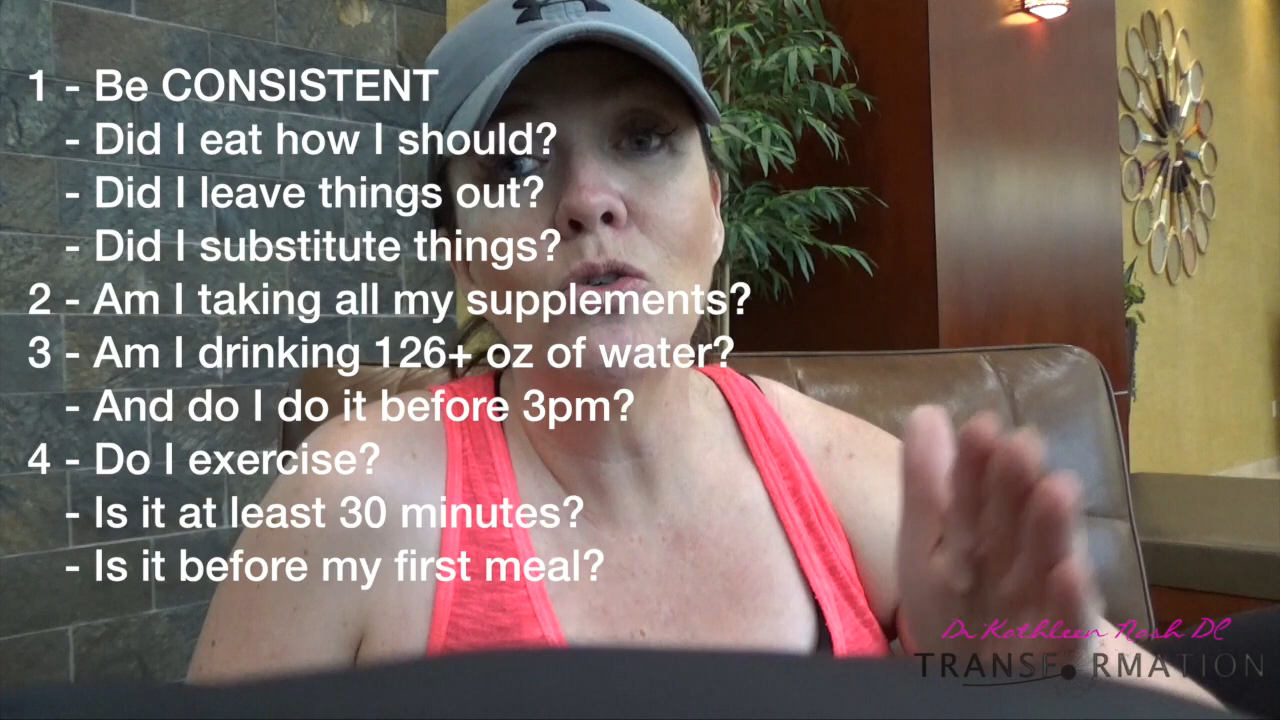 1 - Be CONSISTENT
- Did I eat how I should?
- Did I leave things out?
- Did I substitute things?
2 - Am I taking all my supplements?
3 - Am I drinking 126+ oz of water?
- And do I do it before 3pm?
4 - Do I exercise?
- Is it at least 30 minutes?
- Is it before my first meal?
Dr Kathleen Nash DC
TRANSFORMATION